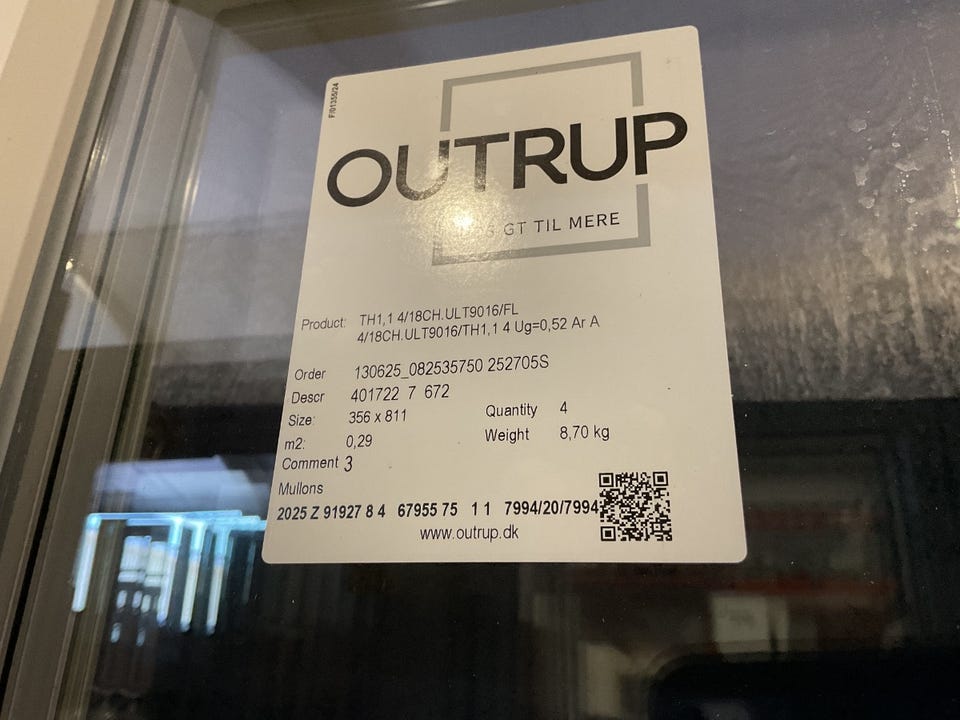 F/01355/24
OUTRUP
GT TIL MERE
Product: TH1,1 4/18CH.ULT9016/FL
4/18CH.ULT9016/TH1,1 4 Ug=0,52 Ar A
Order 130625_082535750 252705S
Descr 401722 7 672
Size: 356 x 811 Quantity 4
m2: 0,29 Weight 8,70 kg
Comment 3
Mullons
2025 Z 91927 8 4 67955 75 1 1 7994/20/7994
www.outrup.dk